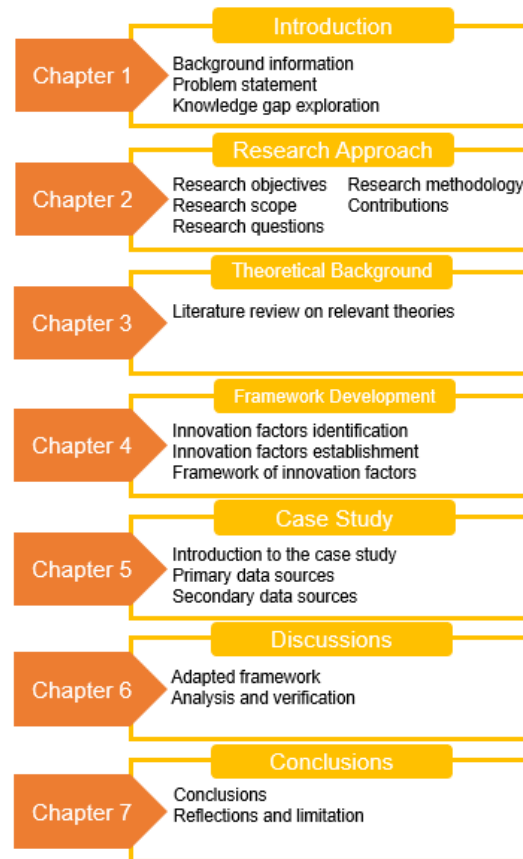 Introduction
Chapter 1
Background information
Problem statement
Knowledge gap exploration
Research Approach
Chapter 2
Research objectives
Research scope
Research questions
Research methodology
Contributions
Theoretical Background
Chapter 3
Literature review on relevant theories
Framework Development
Chapter 4
Innovation factors identification
Innovation factors establishment
Framework of innovation factors
Case Study
Chapter 5
Introduction to the case study
Primary data sources
Secondary data sources
Discussions
Chapter 6
Adapted framework
Analysis and verification
Conclusions
Chapter 7
Conclusions
Reflections and limitation